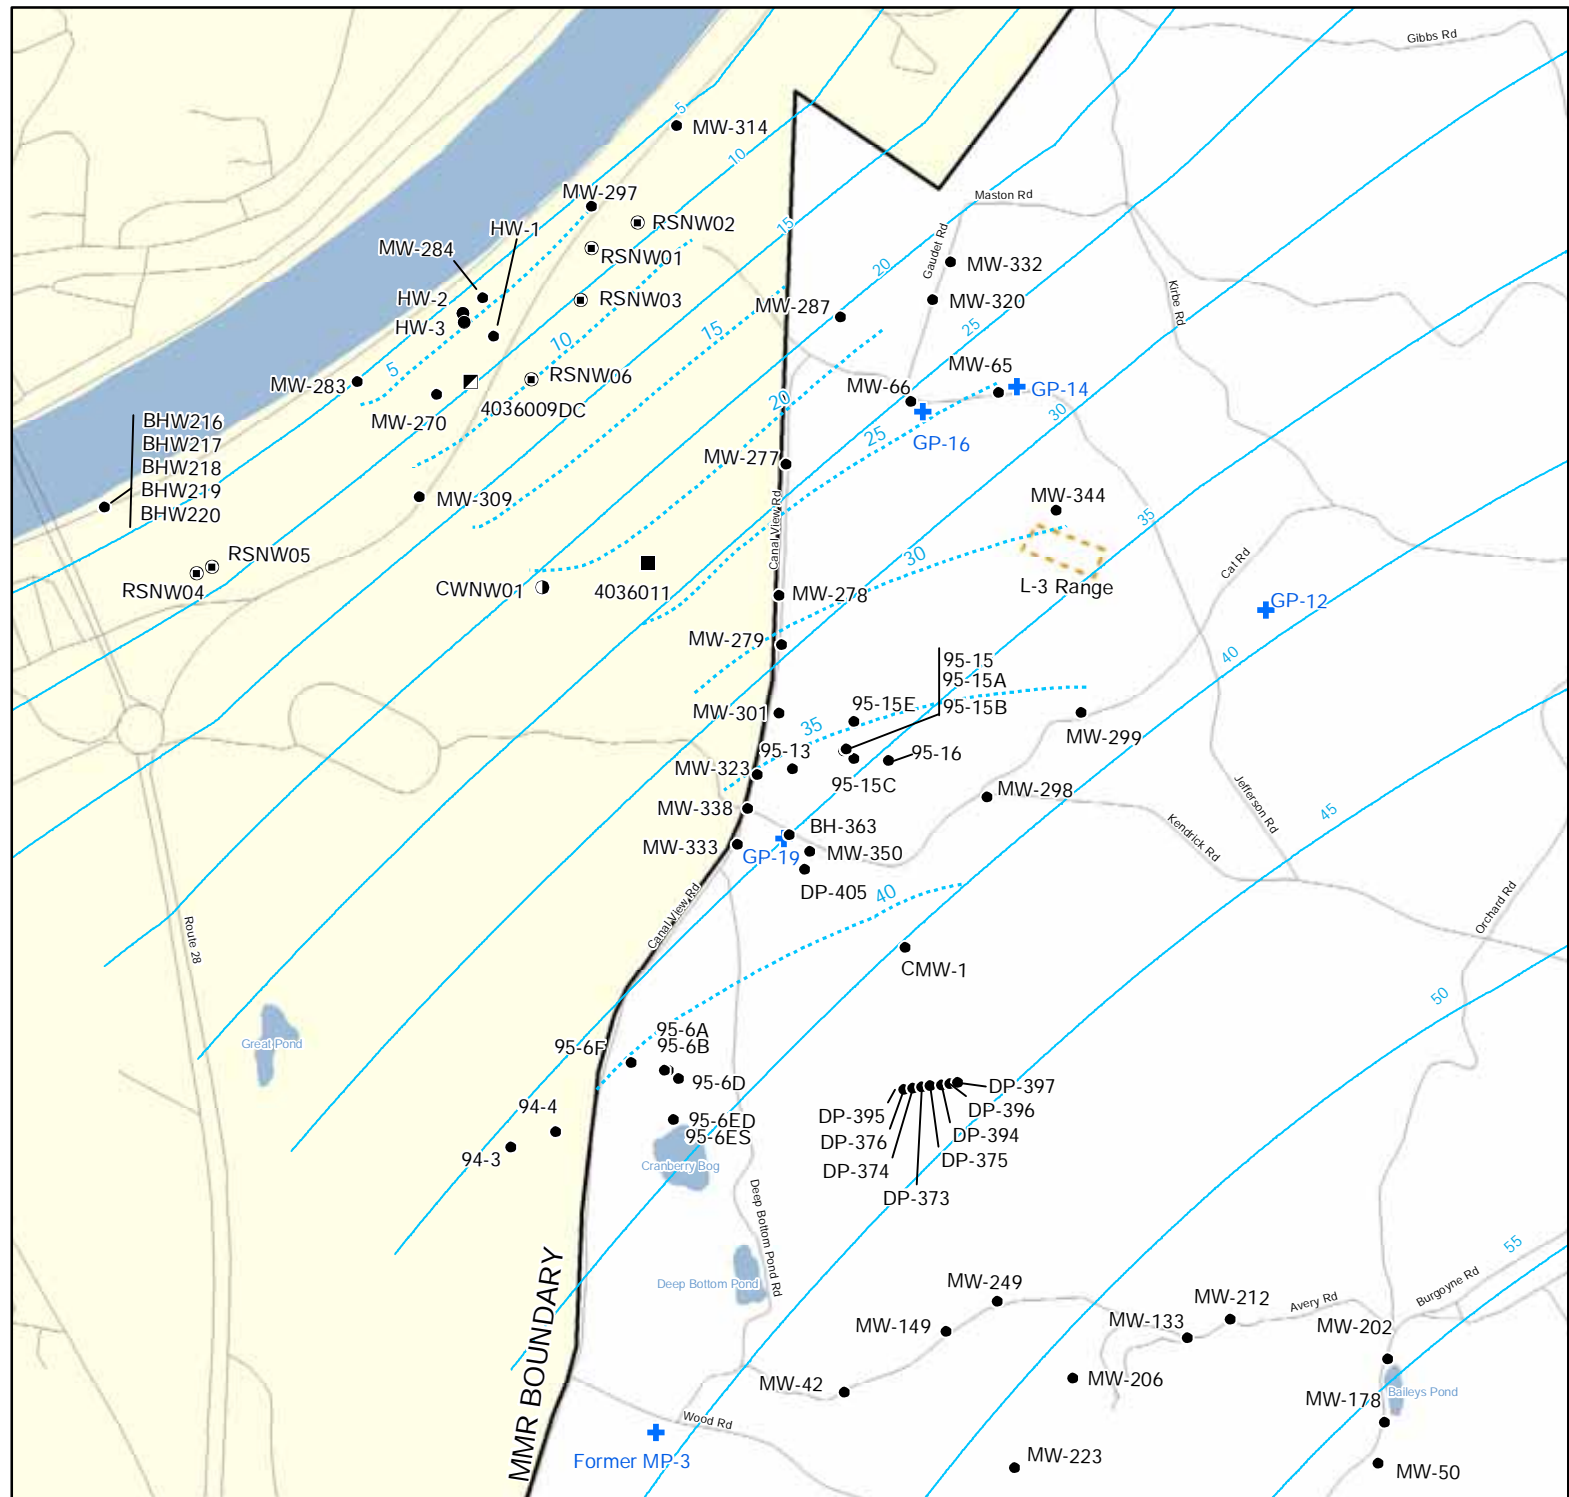 Gibbs Rd
5
MW-314
10
MW-297
Maston Rd
RSNW02
HW-1
15
MW-284
RSNW01
Gaudet Rd
20
MW-332
HW-2
RSNW03
MW-287
MW-320
Kirbe Rd
HW-3
10
15
25
5
MW-283
RSNW06
MW-65
MW-66
GP-14
20
4036009DC
MW-270
30
BHW216
BHW217
BHW218
BHW219
BHW220
25
GP-16
MW-277
MW-309
MW-344
35
Canal View Rd
RSNW05
RSNW04
30
Cat Rd
CWNW01
4036011
MW-278
L-3 Range
GP-12
MW-279
40
95-15
95-15A
95-15B
95-15E
MW-301
35
MW-299
95-13
95-16
MW-323
95-15C
MW-298
MW-338
Jefferson Rd
45
BH-363
Kendrick Rd
MW-333
GP-19
MW-350
DP-405
40
Canal View Rd
Orchard Rd
Route 28
CMW-1
50
Great Pond
95-6A
95-6B
95-6F
95-6D
DP-397
94-4
DP-395
DP-396
95-6ED
95-6ES
DP-376
DP-394
94-3
Cranberry Bog
DP-374
DP-375
DP-373
Deep Bottom Pond Rd
55
Deep Bottom Pond
MW-249
Burgoyne Rd
MW-212
Avery Rd
MW-149
MW-133
MW-202
MMR BOUNDARY
MW-42
MW-206
Baileys Pond
MW-178
Wood Rd
Former MP-3
MW-223
MW-50